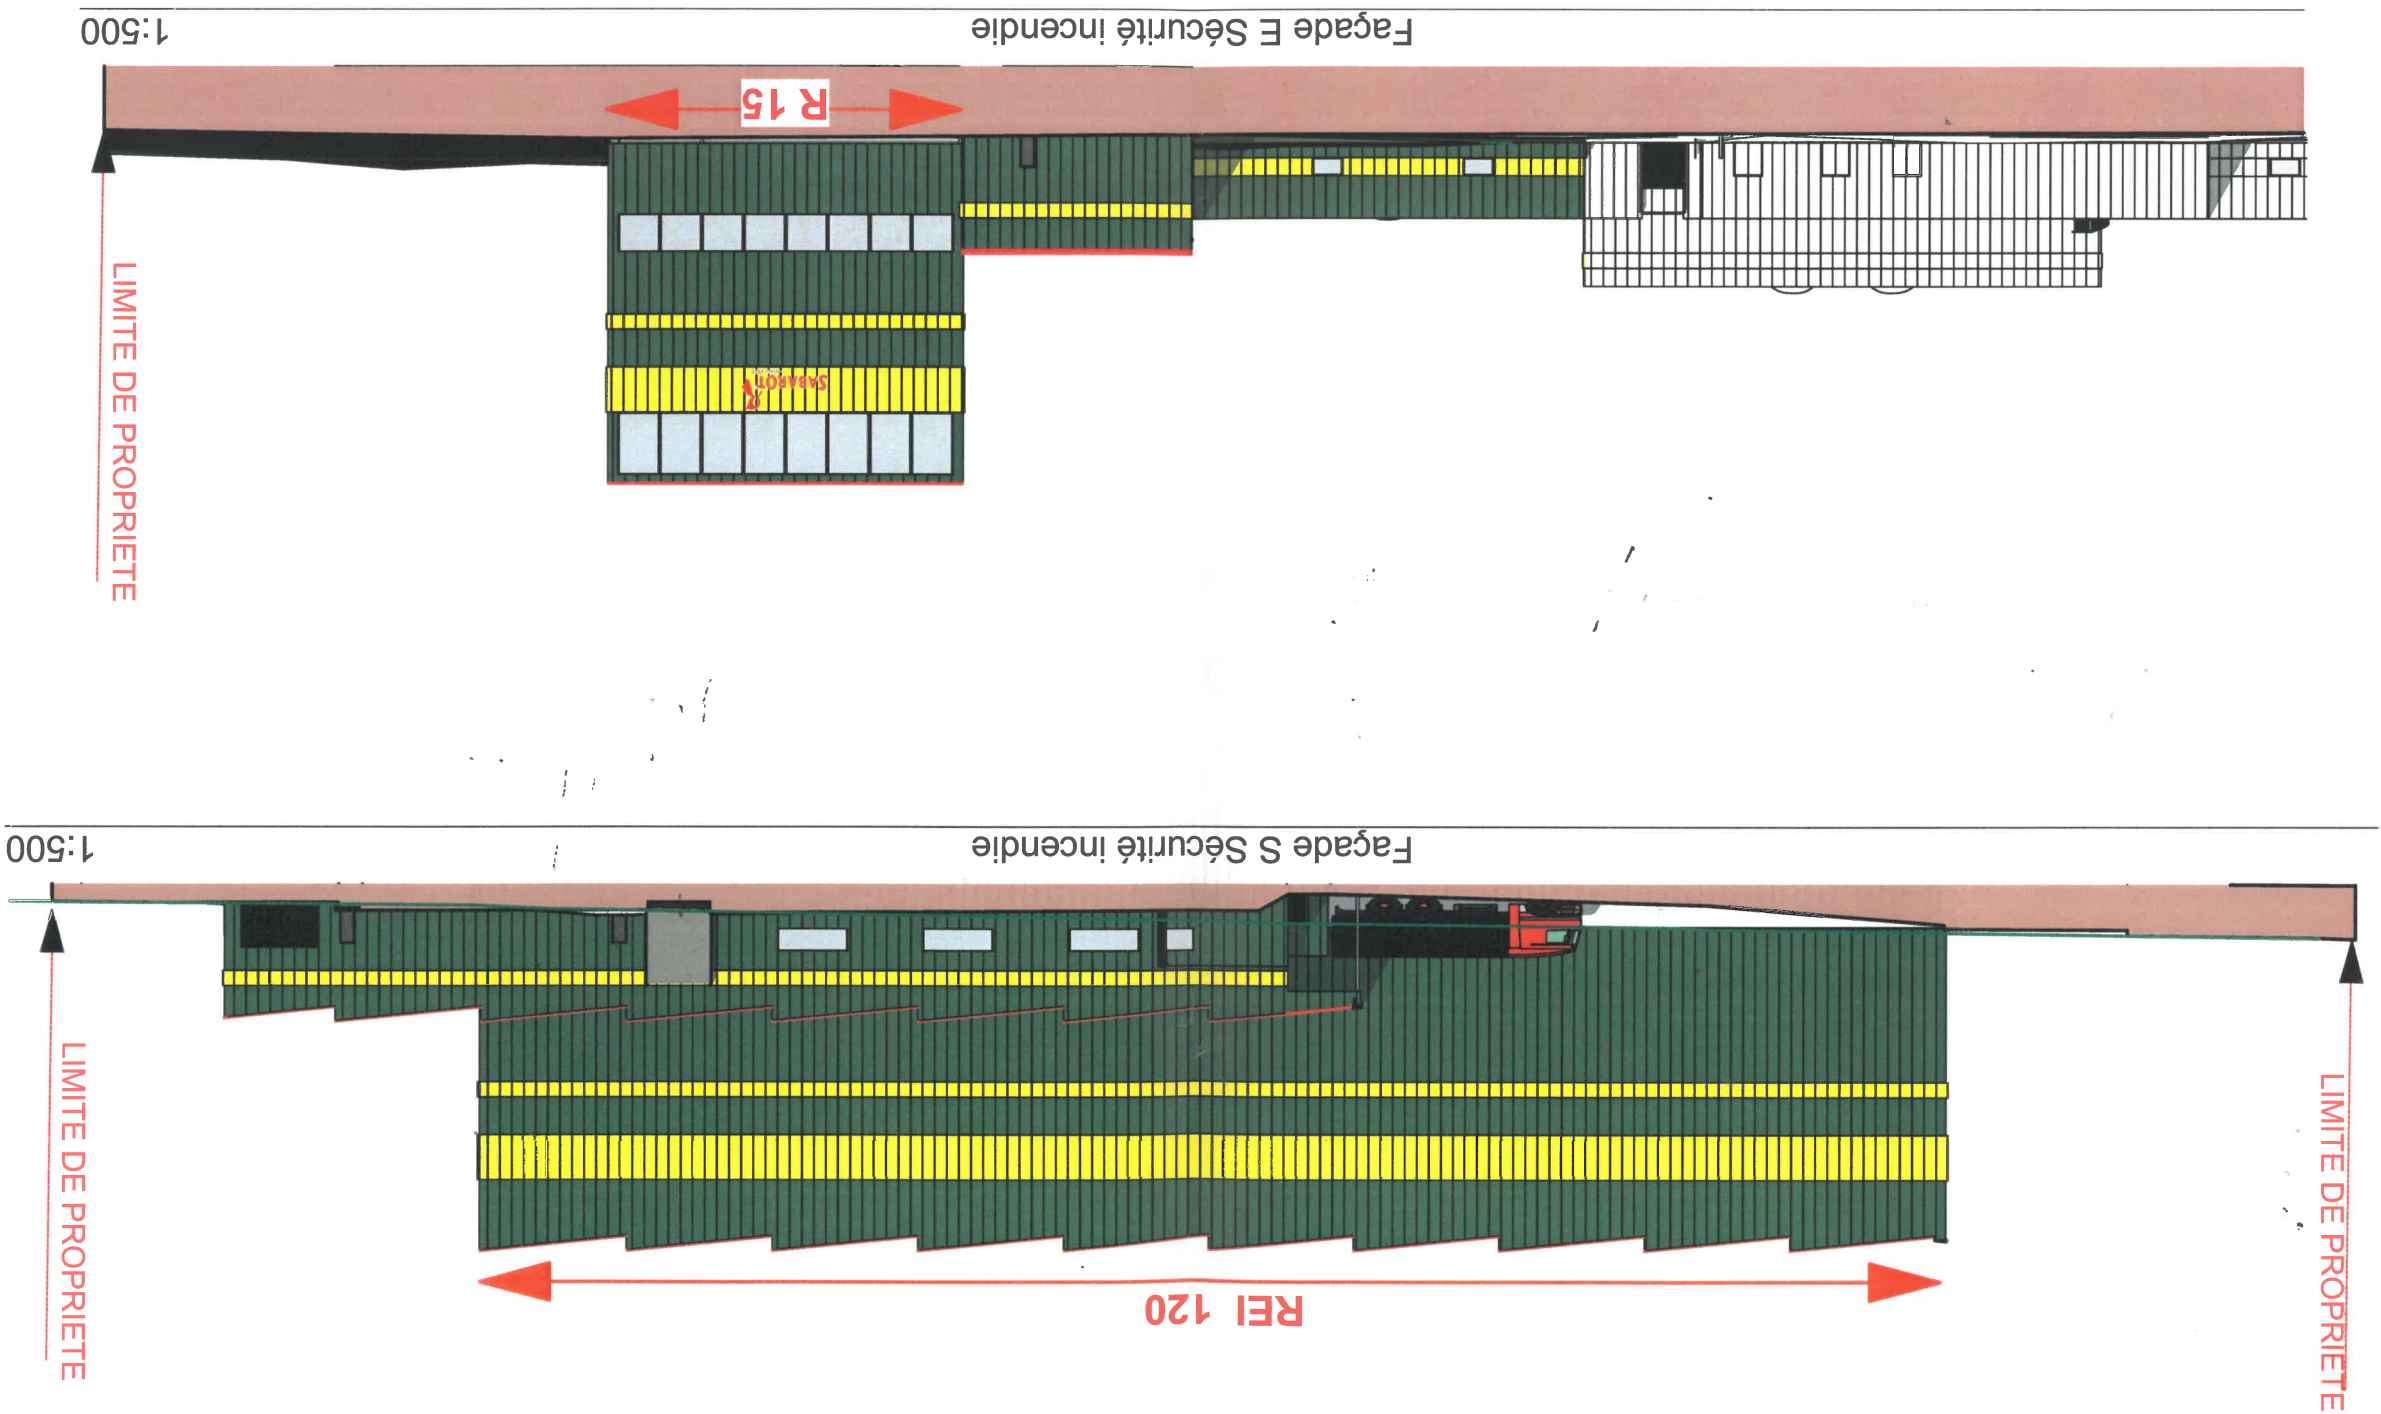 REI 120
LIMITE DE PROPRIETE
LIMITE DE PROPRIETE
Façade S Sécurité incendie
1:500
LIMITE DE PROPRIETE
SABAROT
R 15
Façade E Sécurité incendie
1:500